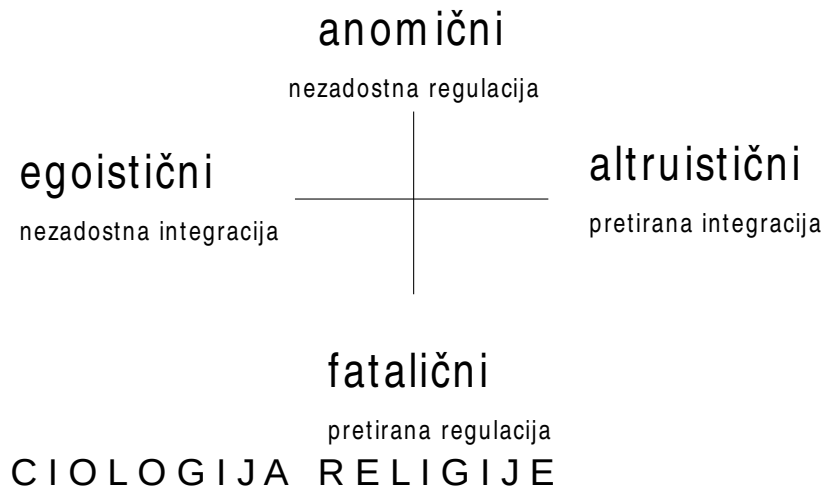 anomični
nezadostna regulacija
egoistični
nezadostna integracija
altruistični
pretirana integracija
fatalični
pretirana regulacija
CIOLOGIJA RELIGIJE